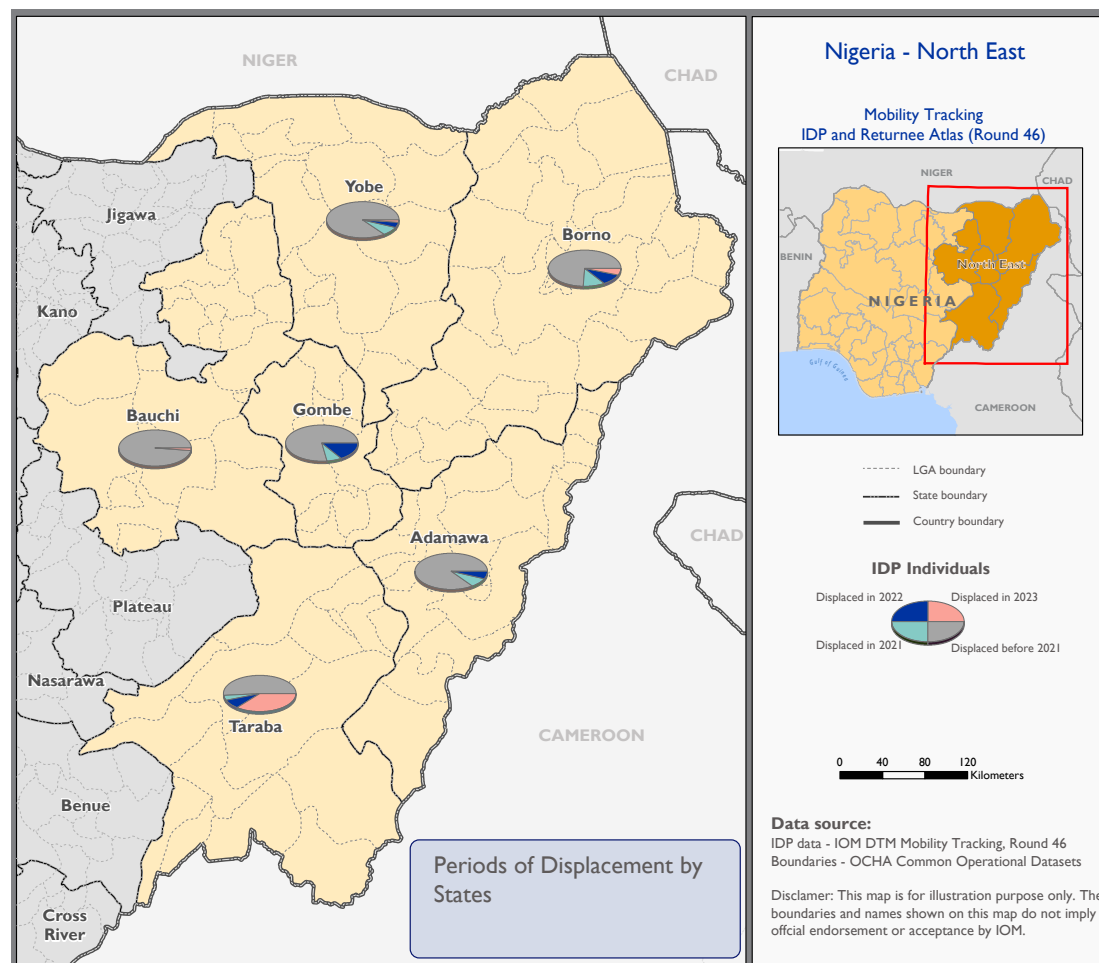 NIGER
CHAD
Yobe
Jigawa
Borno
Kano
Bauchi
Gombe
Adamawa
CHAD
Plateau
Nasarawa
Taraba
CAMEROON
Benue
Cross
River
Periods of Displacement by
States
Nigeria - North East
Mobility Tracking
IDP and Returnee Atlas (Round 46)
NIGER
CHAD
BENIN
North East
NIGERIA
Gulf of Guinea
CAMEROON
LGA boundary
State boundary
Country boundary
IDP Individuals
Displaced in 2022
Displaced in 2023
Displaced in 2021
Displaced before 2021
0 40 80 120
Kilometers
Data source:
IDP data - IOM DTM Mobility Tracking, Round 46
Boundaries - OCHA Common Operational Datasets
Disclamer: This map is for illustration purpose only. The
boundaries and names shown on this map do not imply
offcial endorsement or acceptance by IOM.